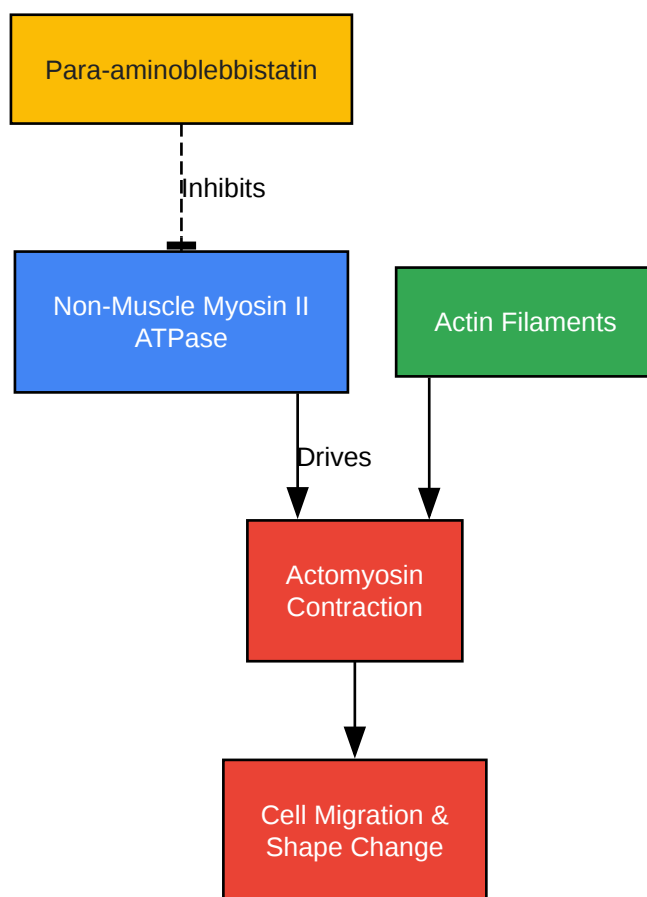 Para-aminoblebbistatin
Inhibits
Non-Muscle Myosin II
ATPase
Actin Filaments
Drives
Actomyosin
Contraction
Cell Migration &
Shape Change